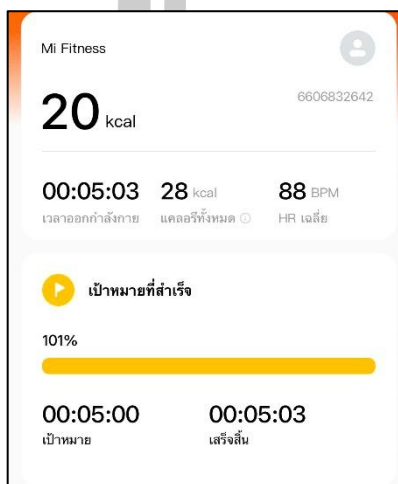 Mi Fitness
20 kcal
6606832642
00:05:03 28 kcal 88 BPM
เวลาออกกำลังกาย แคลอรีทั้งหมด HR เฉลี่ย
เป้าหมายที่สำเร็จ
101%
00:05:00 00:05:03
เป้าหมาย เสร็จสิ้น